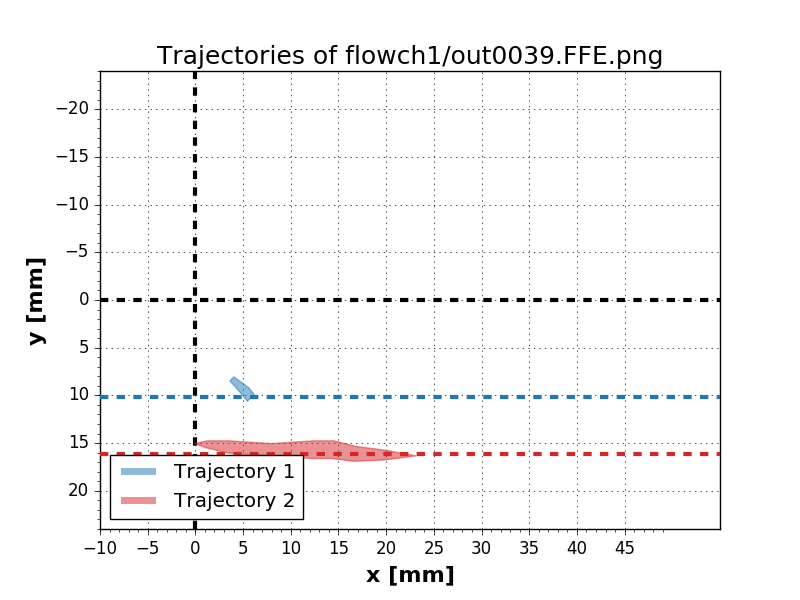 Trajectories of flowch1/out0039.FFE.png
y [mm]
−20
−15
−10
−5
0
5
10
15
20
Trajectory 1
Trajectory 2
−10 −5 0 5 10 15 20 25 30 35 40 45
x [mm]